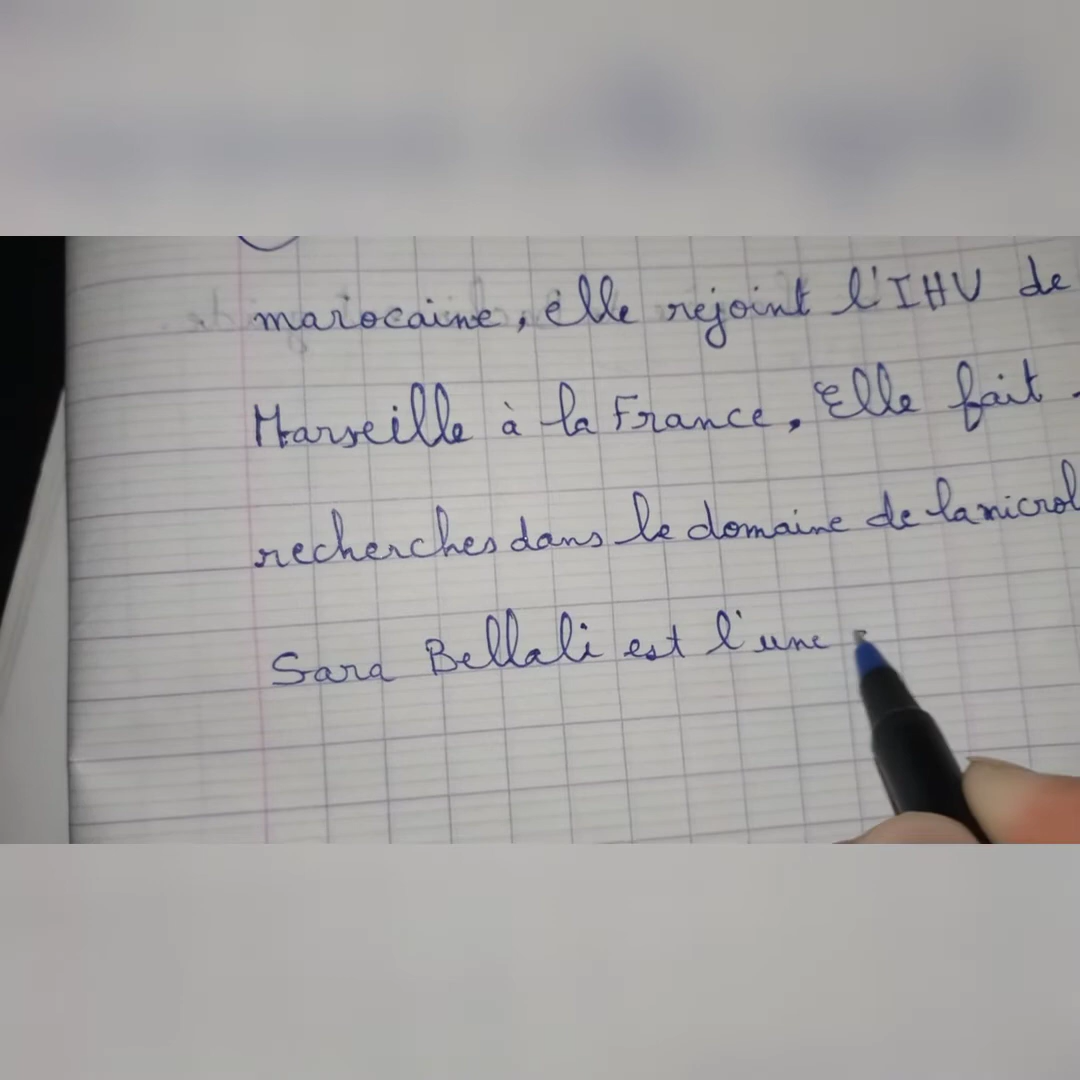 marocaine, elle rejoint l'IHU de
Marseille à la France, Elle fait
recherches dans le domaine de la
Sara Bellali est l'une